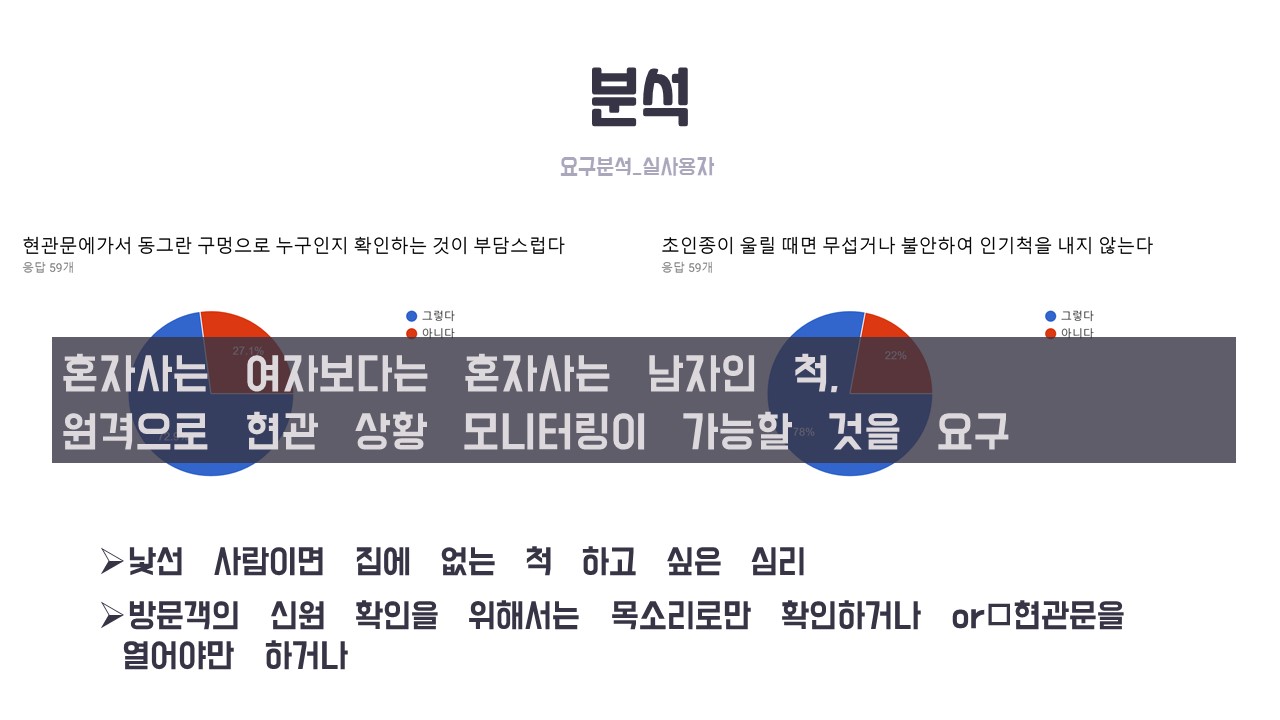 분석
요구분석_실사용자
현관문에가서 동그란 구멍으로 누구인지 확인하는 것이 부담스럽다
응답 59개
그렇다
아니다
27.1%
초인종이 울릴 때면 무섭거나 불안하여 인기척을 내지 않는다
응답 59개
그렇다
아니다
22%
78%
혼자사는 여자보다는 혼자사는 남자인 척,
원격으로 현관 상황 모니터링이 가능할 것을 요구
➢낯선 사람이면 집에 없는 척 하고 싶은 심리
➢방문객의 신원 확인을 위해서는 목소리로만 확인하거나 or□현관문을
열어야만 하거나